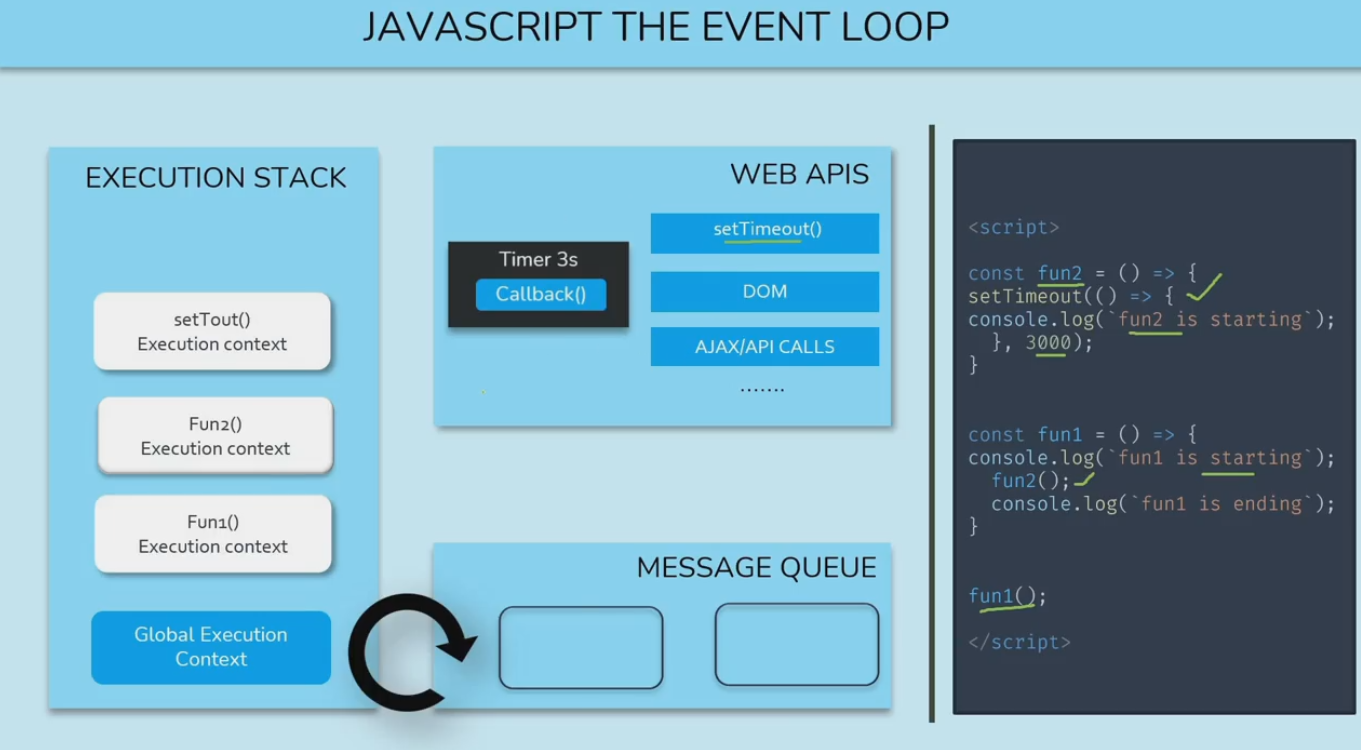 JAVASCRIPT THE EVENT LOOP
EXECUTION STACK
setTout()
Execution context
Fun2()
Execution context
Fun1()
Execution context
Global Execution
Context
WEB APIS
Timer 3s
Callback()
setTimeout()
DOM
AJAX/API CALLS
.......
MESSAGE QUEUE
<script>
const fun2 = () => {
setTimeout(() => {
console.log(`fun2 is starting`);
}, 3000);
}
const fun1 = () => {
console.log(`fun1 is starting`);
fun2();
console.log(`fun1 is ending`);
}
fun1();
</script>